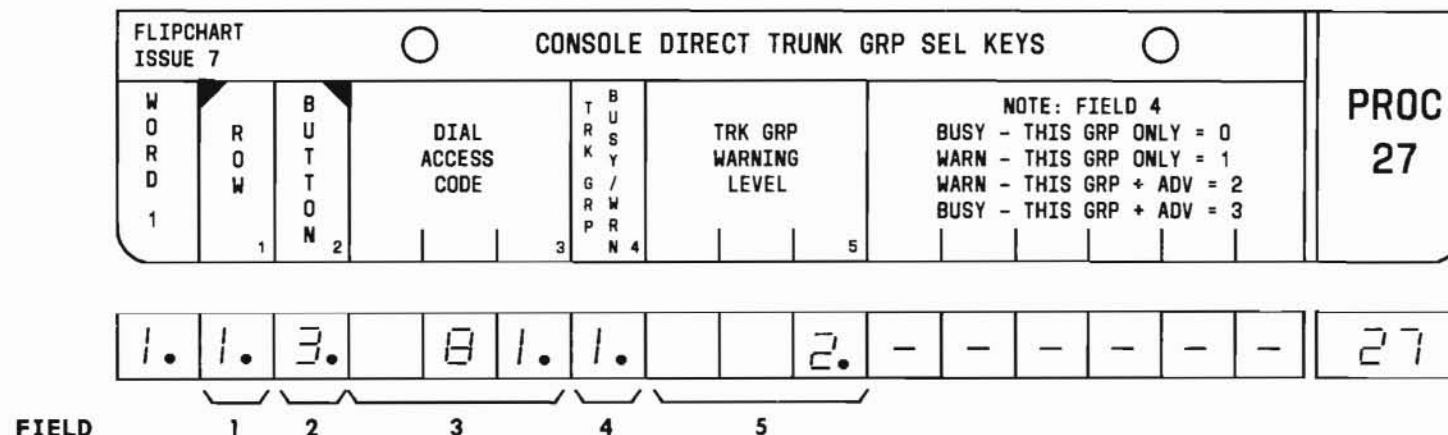 FLIPCHART
ISSUE 7
CONSOLE DIRECT TRUNK GRP SEL KEYS
WORD 1
ROW
1
BUTTON
2
DIAL
ACCESS
CODE
3
TRK GRP
BUSY/WRN
4
TRK GRP
WARNING
LEVEL
5
NOTE: FIELD 4
BUSY - THIS GRP ONLY = 0
WARN - THIS GRP ONLY = 1
WARN - THIS GRP + ADV = 2
BUSY - THIS GRP + ADV = 3
PROC
27
1. 1. 3. 8 1. 1. 2. - - - - - - 27
FIELD 1 2 3 4 5